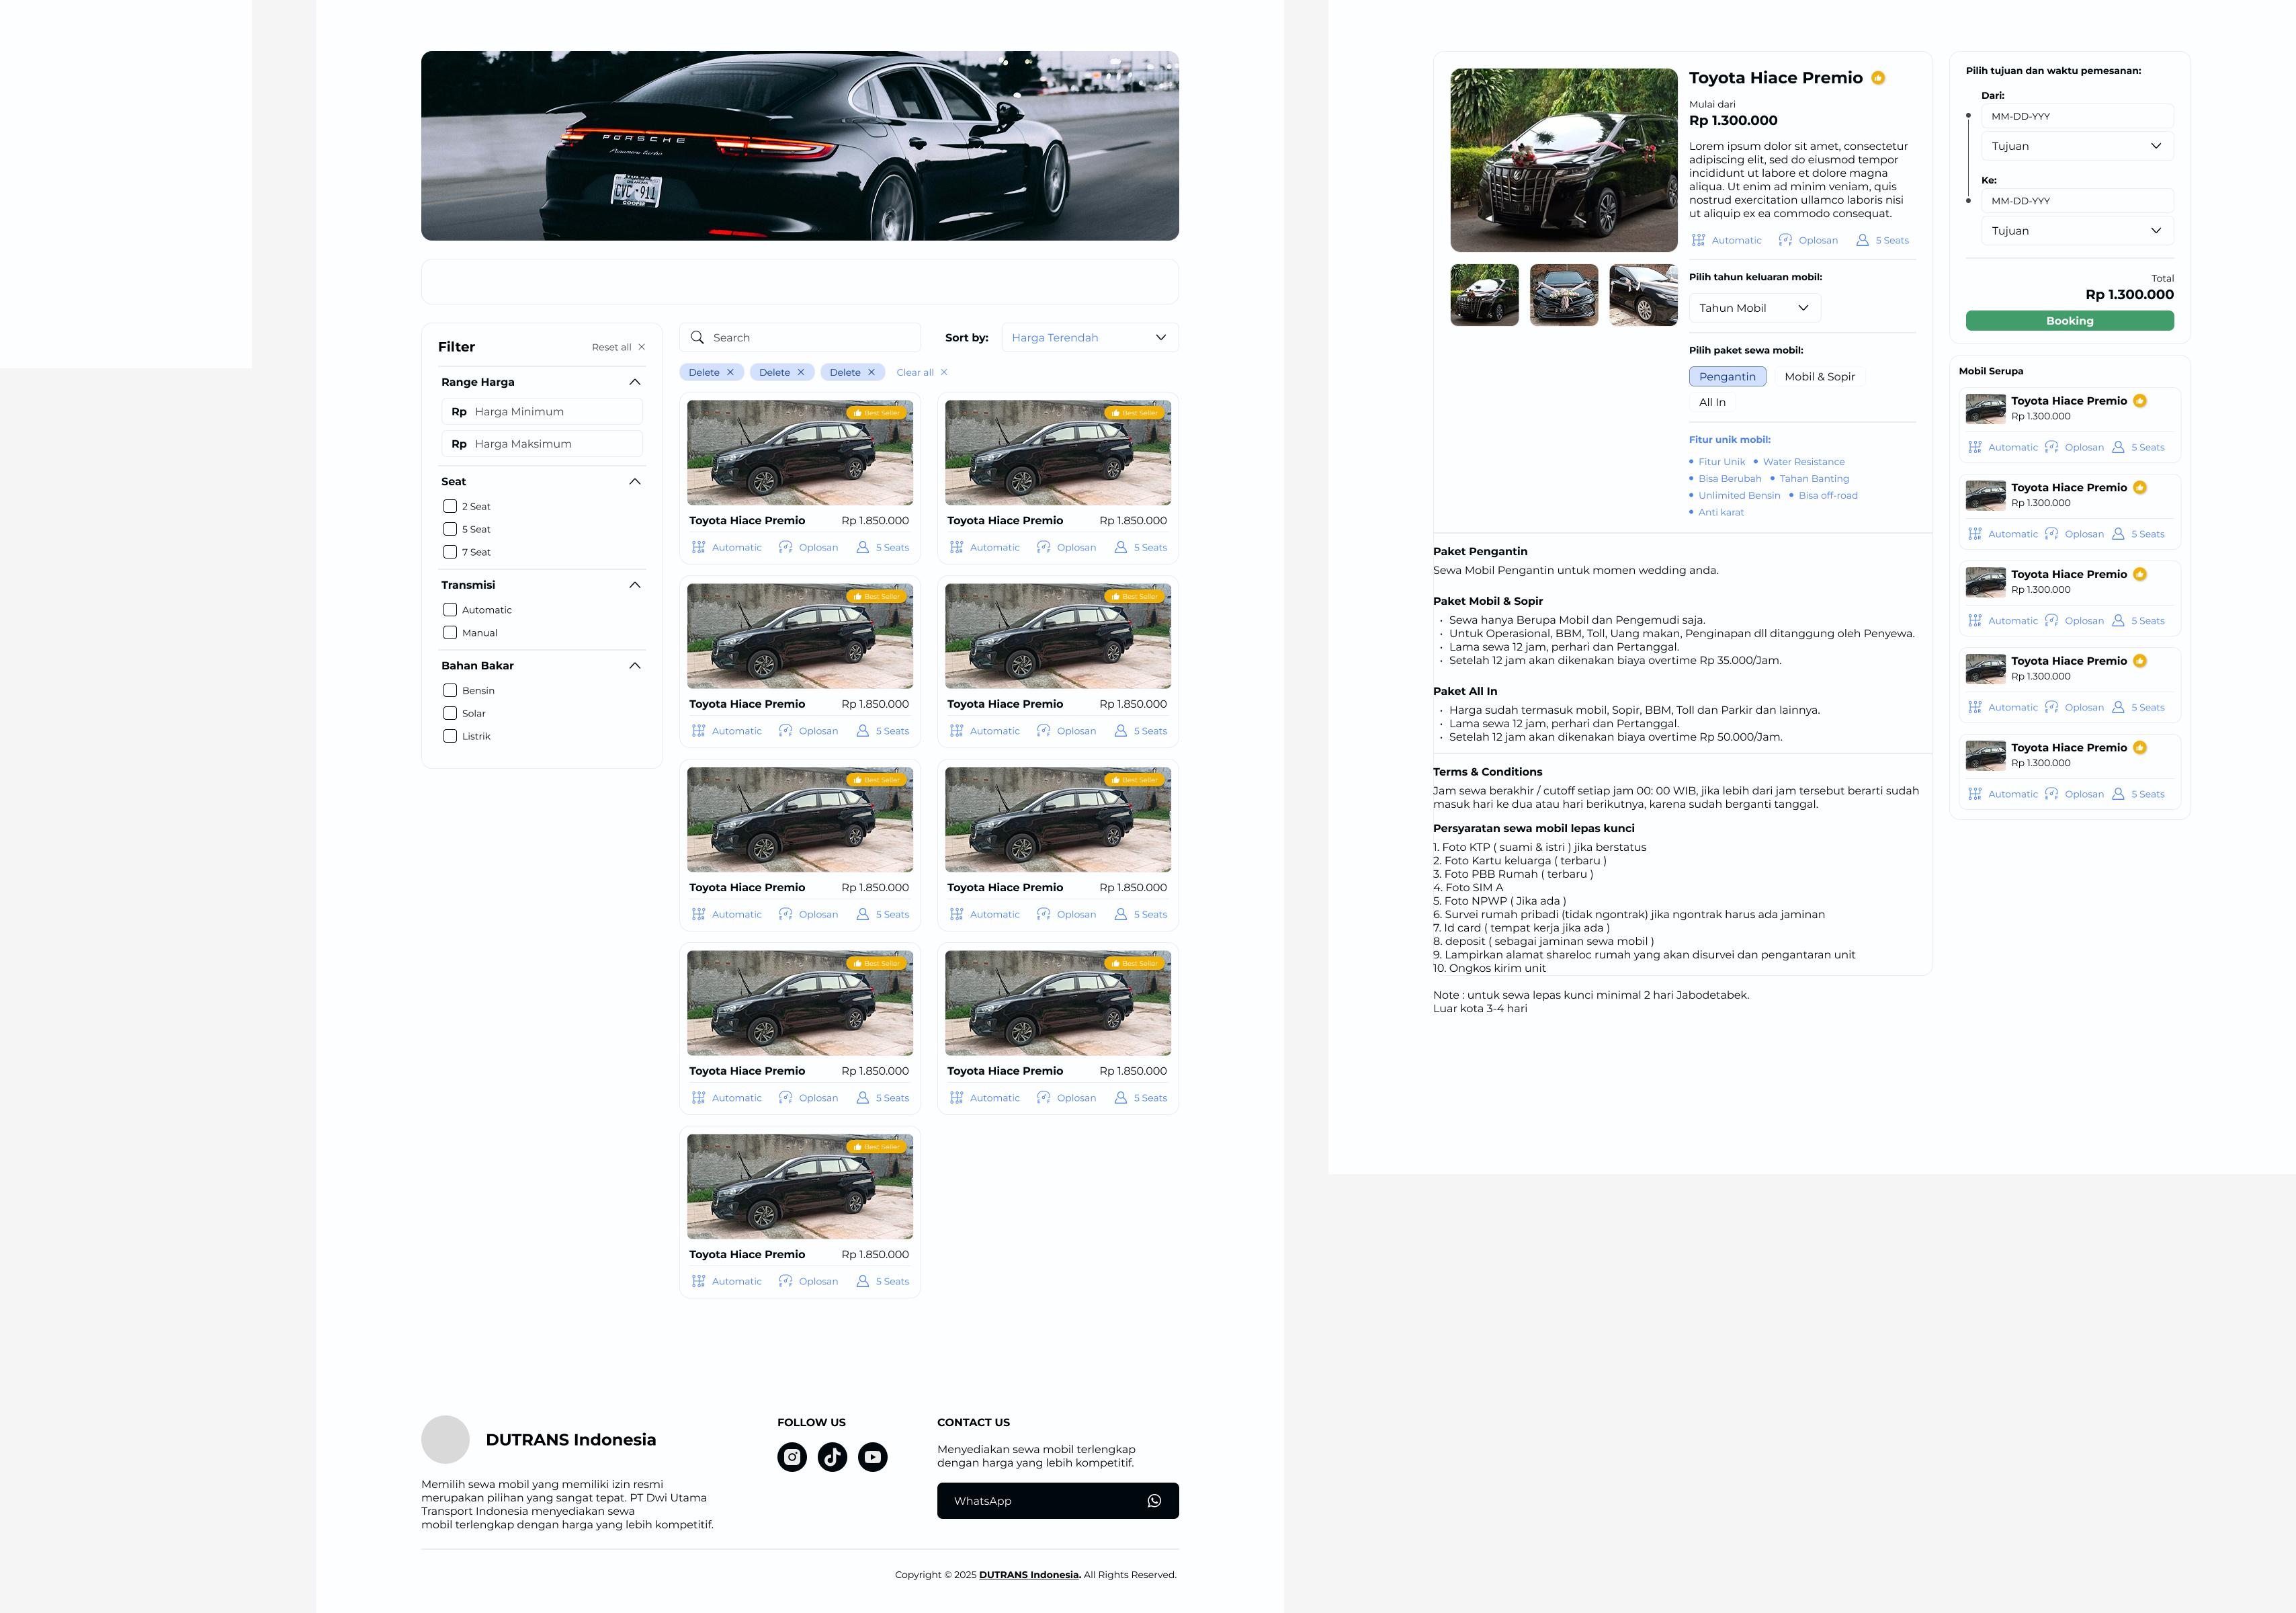 PORSCHE
Panamera turbo
CVC-911
COOPER
Filter
Reset all
Range Harga
Rp Harga Minimum
Rp Harga Maksimum
Seat
2 Seat
5 Seat
7 Seat
Transmisi
Automatic
Manual
Bahan Bakar
Bensin
Solar
Listrik
Search
Sort by:
Harga Terendah
Delete
Delete
Delete
Clear all
Best Seller
Toyota Hiace Premio Rp 1.850.000
Automatic Oplosan 5 Seats
Best Seller
Toyota Hiace Premio Rp 1.850.000
Automatic Oplosan 5 Seats
Best Seller
Toyota Hiace Premio Rp 1.850.000
Automatic Oplosan 5 Seats
Best Seller
Toyota Hiace Premio Rp 1.850.000
Automatic Oplosan 5 Seats
Best Seller
Toyota Hiace Premio Rp 1.850.000
Automatic Oplosan 5 Seats
Best Seller
Toyota Hiace Premio Rp 1.850.000
Automatic Oplosan 5 Seats
Best Seller
Toyota Hiace Premio Rp 1.850.000
Automatic Oplosan 5 Seats
Best Seller
Toyota Hiace Premio Rp 1.850.000
Automatic Oplosan 5 Seats
Best Seller
Toyota Hiace Premio Rp 1.850.000
Automatic Oplosan 5 Seats
DUTRANS Indonesia
Memilih sewa mobil yang memiliki izin resmi
merupakan pilihan yang sangat tepat. PT Dwi Utama
Transport Indonesia menyediakan sewa
mobil terlengkap dengan harga yang lebih kompetitif.
FOLLOW US
CONTACT US
Menyediakan sewa mobil terlengkap
dengan harga yang lebih kompetitif.
WhatsApp
Copyright © 2025 DUTRANS Indonesia. All Rights Reserved.
Toyota Hiace Premio
Mulai dari
Rp 1.300.000
Lorem ipsum dolor sit amet, consectetur
adipiscing elit, sed do eiusmod tempor
incididunt ut labore et dolore magna
aliqua. Ut enim ad minim veniam, quis
nostrud exercitation ullamco laboris nisi
ut aliquip ex ea commodo consequat.
Automatic Oplosan 5 Seats
Pilih tahun keluaran mobil:
Tahun Mobil
Pilih paket sewa mobil:
Pengantin
Mobil & Sopir
All In
Fitur unik mobil:
• Fitur Unik • Water Resistance
• Bisa Berubah • Tahan Banting
• Unlimited Bensin • Bisa off-road
• Anti karat
Paket Pengantin
Sewa Mobil Pengantin untuk momen wedding anda.
Paket Mobil & Sopir
• Sewa hanya Berupa Mobil dan Pengemudi saja.
• Untuk Operasional, BBM, Toll, Uang makan, Penginapan dll ditanggung oleh Penyewa.
• Lama sewa 12 jam, perhari dan Pertanggal.
• Setelah 12 jam akan dikenakan biaya overtime Rp 35.000/Jam.
Paket All In
• Harga sudah termasuk mobil, Sopir, BBM, Toll dan Parkir dan lainnya.
• Lama sewa 12 jam, perhari dan Pertanggal.
• Setelah 12 jam akan dikenakan biaya overtime Rp 50.000/Jam.
Terms & Conditions
Jam sewa berakhir / cutoff setiap jam 00: 00 WIB, jika lebih dari jam tersebut berarti sudah
masuk hari ke dua atau hari berikutnya, karena sudah berganti tanggal.
Persyaratan sewa mobil lepas kunci
1. Foto KTP ( suami & istri ) jika berstatus
2. Foto Kartu keluarga ( terbaru )
3. Foto PBB Rumah ( terbaru )
4. Foto SIM A
5. Foto NPWP ( Jika ada )
6. Survei rumah pribadi (tidak ngontrak) jika ngontrak harus ada jaminan
7. Id card ( tempat kerja jika ada )
8. deposit ( sebagai jaminan sewa mobil )
9. Lampirkan alamat shareloc rumah yang akan disurvei dan pengantaran unit
10. Ongkos kirim unit
Note : untuk sewa lepas kunci minimal 2 hari Jabodetabek.
Luar kota 3-4 hari
Pilih tujuan dan waktu pemesanan:
Dari:
MM-DD-YYY
Tujuan
Ke:
MM-DD-YYY
Tujuan
Total
Rp 1.300.000
Booking
Mobil Serupa
Toyota Hiace Premio
Rp 1.300.000
Automatic Oplosan 5 Seats
Toyota Hiace Premio
Rp 1.300.000
Automatic Oplosan 5 Seats
Toyota Hiace Premio
Rp 1.300.000
Automatic Oplosan 5 Seats
Toyota Hiace Premio
Rp 1.300.000
Automatic Oplosan 5 Seats
Toyota Hiace Premio
Rp 1.300.000
Automatic Oplosan 5 Seats